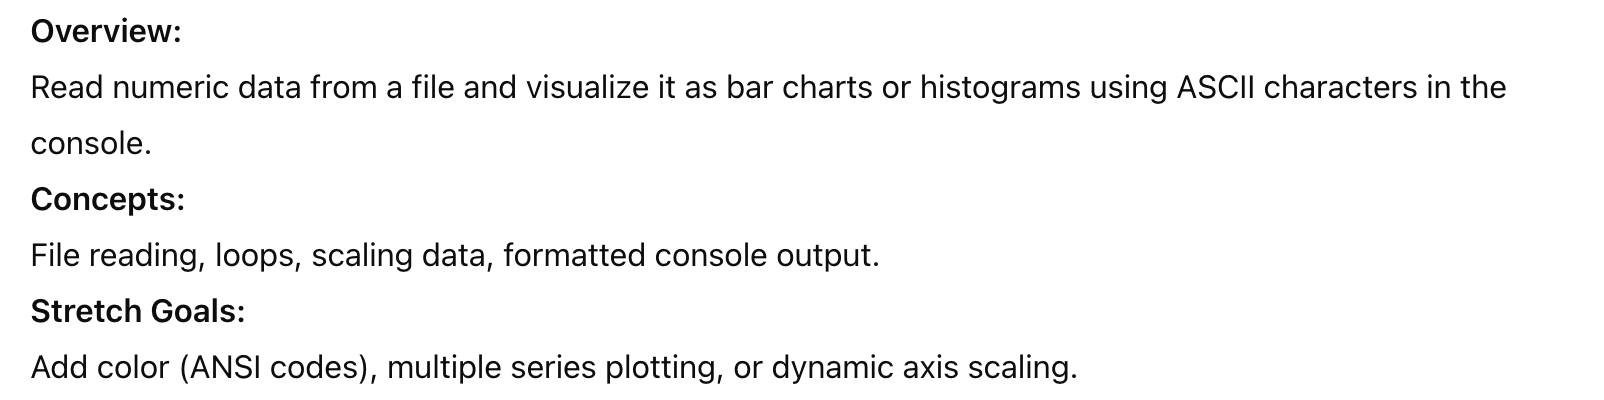 Overview:
Read numeric data from a file and visualize it as bar charts or histograms using ASCII characters in the
console.
Concepts:
File reading, loops, scaling data, formatted console output.
Stretch Goals:
Add color (ANSI codes), multiple series plotting, or dynamic axis scaling.